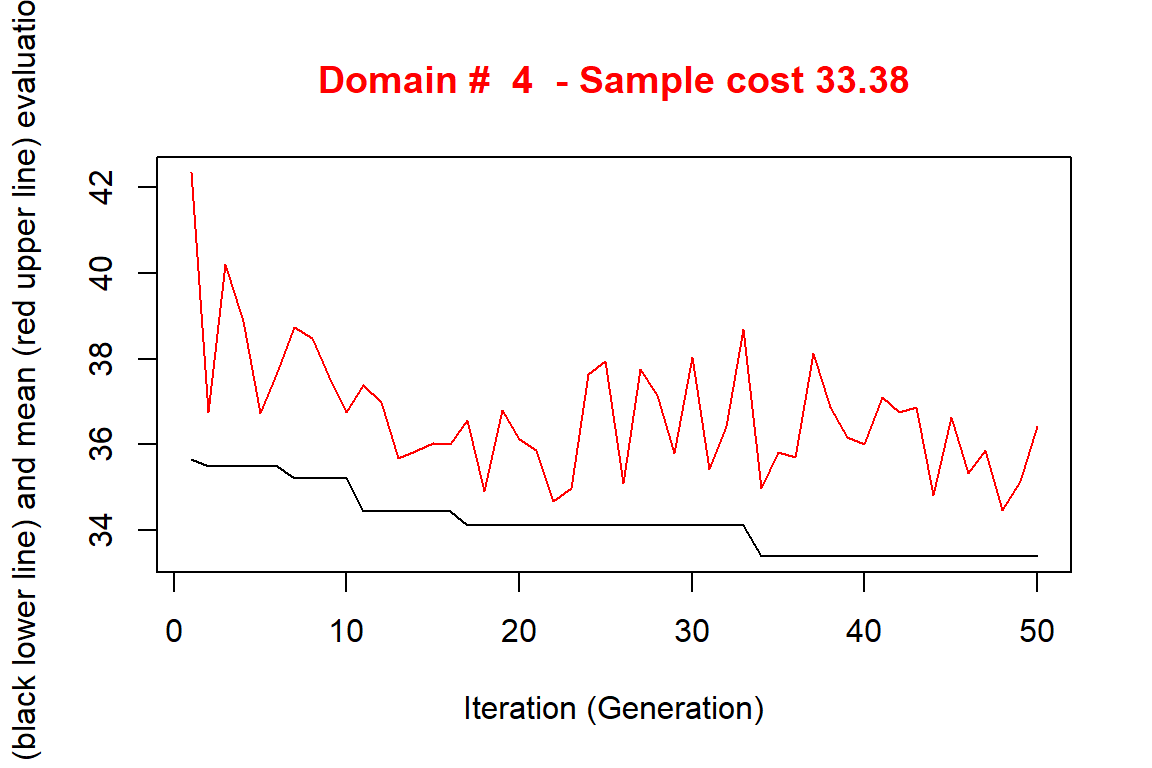 Domain # 4 - Sample cost 33.38
(black lower line) and mean (red upper line) evaluatio
42
40
38
36
34
0 10 20 30 40 50
Iteration (Generation)